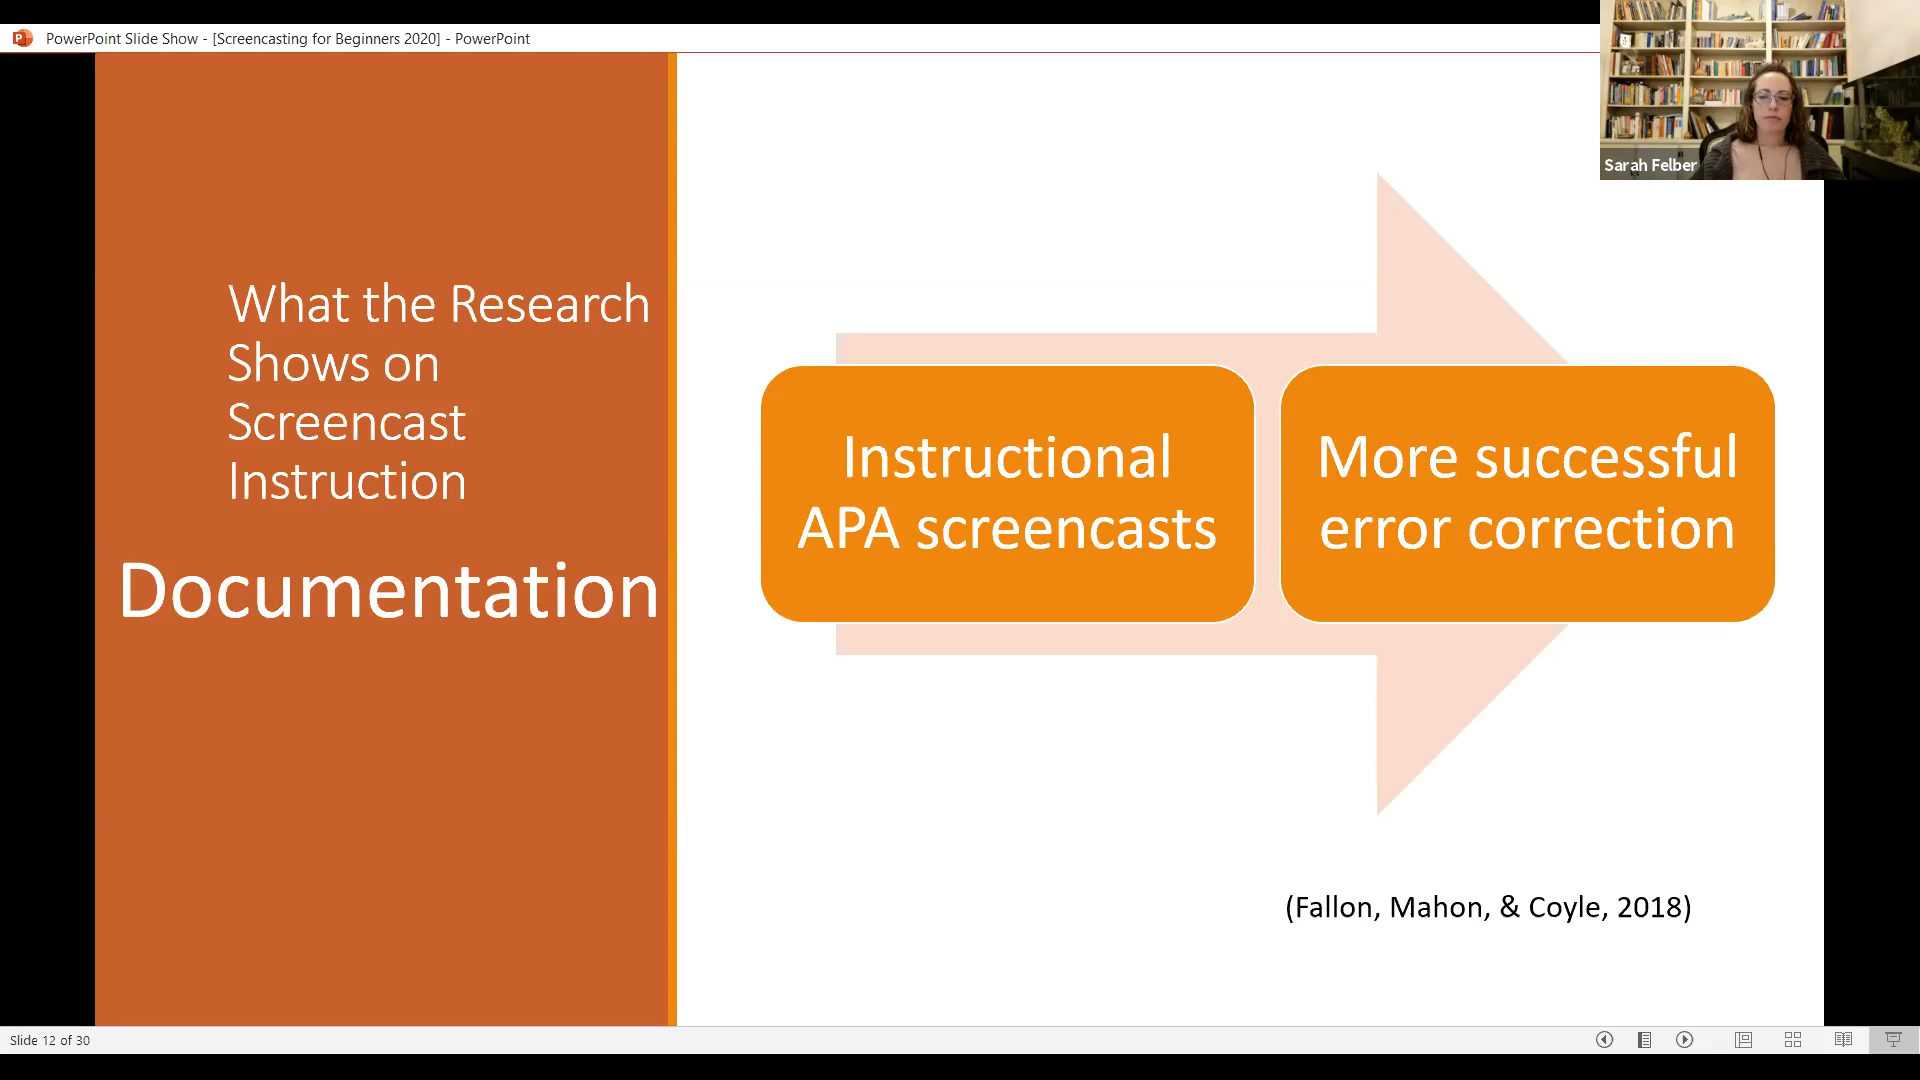 PowerPoint Slide Show - [Screencasting for Beginners 2020] - PowerPoint
Sarah Felber
What the Research
Shows on
Screencast
Instruction
Documentation
Instructional
APA screencasts
More successful
error correction
(Fallon, Mahon, & Coyle, 2018)
Slide 12 of 30